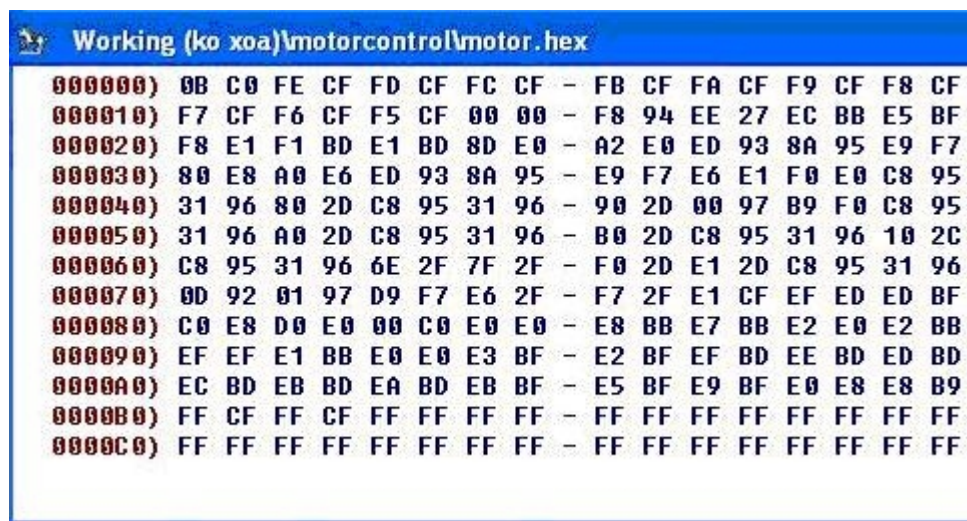 Working (ko xoa)\motorcontrol\motor.hex
000000) 0B C0 FE CF FD CF FC CF - FB CF FA CF F9 CF F8 CF
000010) F7 CF F6 CF F5 CF 00 00 - F8 94 EE 27 EC BB E5 BF
000020) F8 E1 F1 BD E1 BD 8D E0 - A2 E0 ED 93 8A 95 E9 F7
000030) 80 E8 A0 E6 ED 93 8A 95 - E9 F7 E6 E1 F0 E0 C8 95
000040) 31 96 80 2D C8 95 31 96 - 90 2D 00 97 B9 F0 C8 95
000050) 31 96 A0 2D C8 95 31 96 - B0 2D C8 95 31 96 10 2C
000060) C8 95 31 96 6E 2F 7F 2F - F0 2D E1 2D C8 95 31 96
000070) 0D 92 01 97 D9 F7 E6 2F - F7 2F E1 CF EF ED ED BF
000080) C0 E8 D0 E0 00 C0 E0 E0 - E8 BB E7 BB E2 E0 E2 BB
000090) EF EF E1 BB E0 E0 E3 BF - E2 BF EF BD EE BD ED BD
0000A0) EC BD EB BD EA BD EB BF - E5 BF E9 BF E0 E8 E8 B9
0000B0) FF CF FF CF FF FF FF FF - FF FF FF FF FF FF FF FF
0000C0) FF FF FF FF FF FF FF FF - FF FF FF FF FF FF FF FF